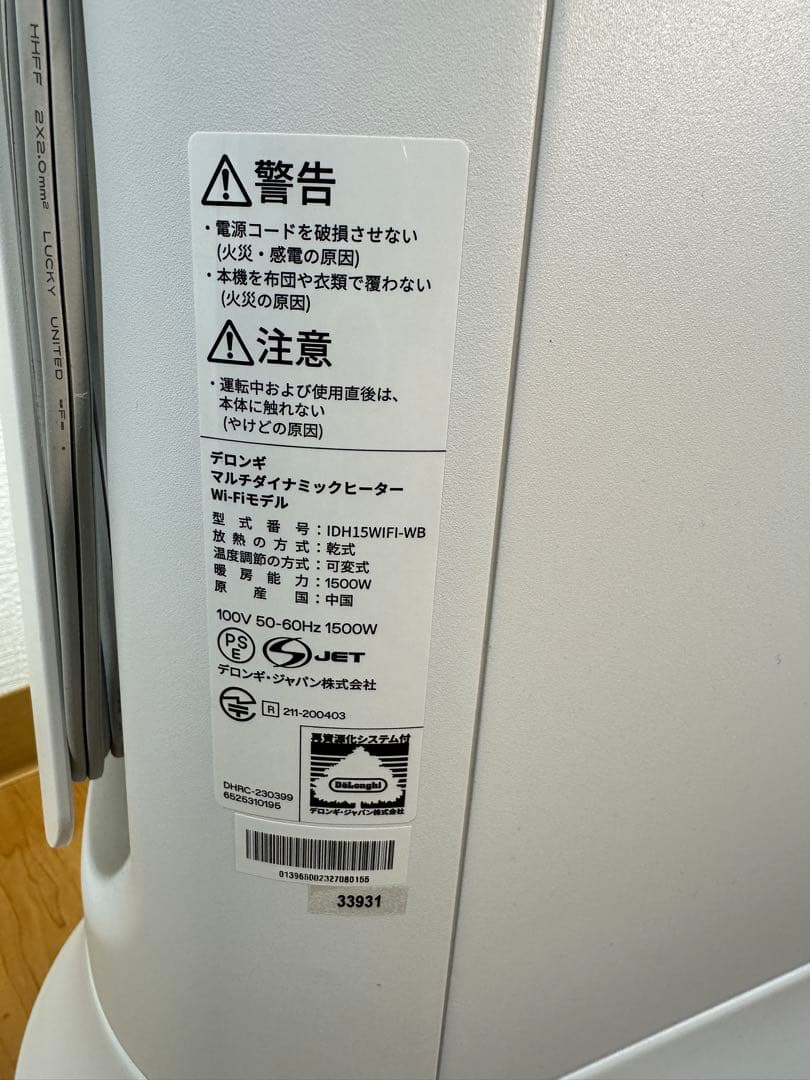 HHFF 2X2.0mm² LUCKY UNITED -F-
警告
・電源コードを破損させない
(火災・感電の原因)
・本機を布団や衣類で覆わない
(火災の原因)
注意
・運転中および使用直後は、
本体に触れない
(やけどの原因)
デロンギ
マルチダイナミックヒーター
Wi-Fiモデル
型式番号：IDH15WIFI-WB
放熱の方式：乾式
温度調節の方式：可変式
暖房能力：1500W
原産国：中国
100V 50-60Hz 1500W
PSE JET
デロンギ・ジャパン株式会社
R 211-200403
再資源化システム付
DeLonghi
デロンギ・ジャパン株式会社
DHRC-230399
6525310195
013968002327080155
33931